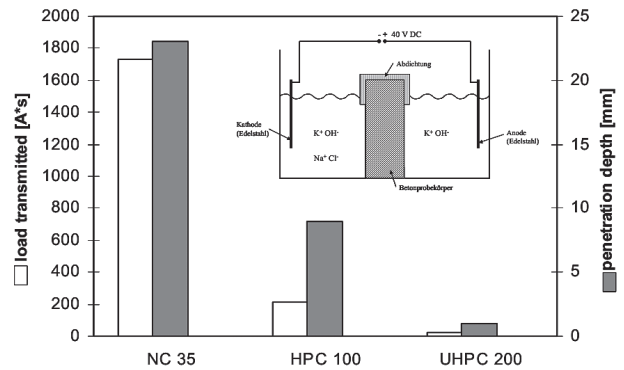 2000
1800
1600
1400
1200
1000
800
600
400
200
0
load transmitted [A*s]
25
20
15
10
5
0
penetration depth [mm]
NC 35
HPC 100
UHPC 200
- + 40 V DC
Abdichtung
Kathode
(Edelstahl)
K+ OH-
Na+ Cl-
K+ OH-
Anode
(Edelstahl)
Betonprobekörper